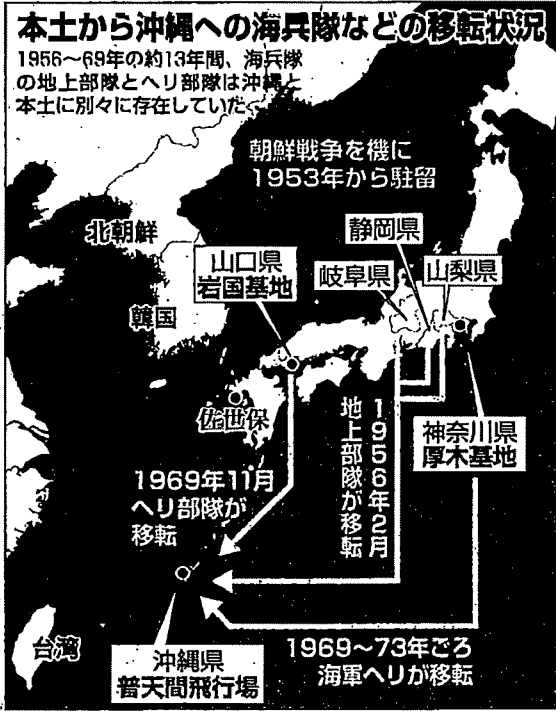 本土から沖縄への海兵隊などの移転状況
1956〜69年の約13年間、海兵隊
の地上部隊とヘリ部隊は沖縄と
本土に別々に存在していた
朝鮮戦争を機に
1953年から駐留
北朝鮮
韓国
静岡県
岐阜県
山梨県
山口県
岩国基地
佐世保
神奈川県
厚木基地
1956年2月
地上部隊が移転
1969年11月
ヘリ部隊が
移転
台湾
沖縄県
普天間飛行場
1969〜73年ごろ
海軍ヘリが移転